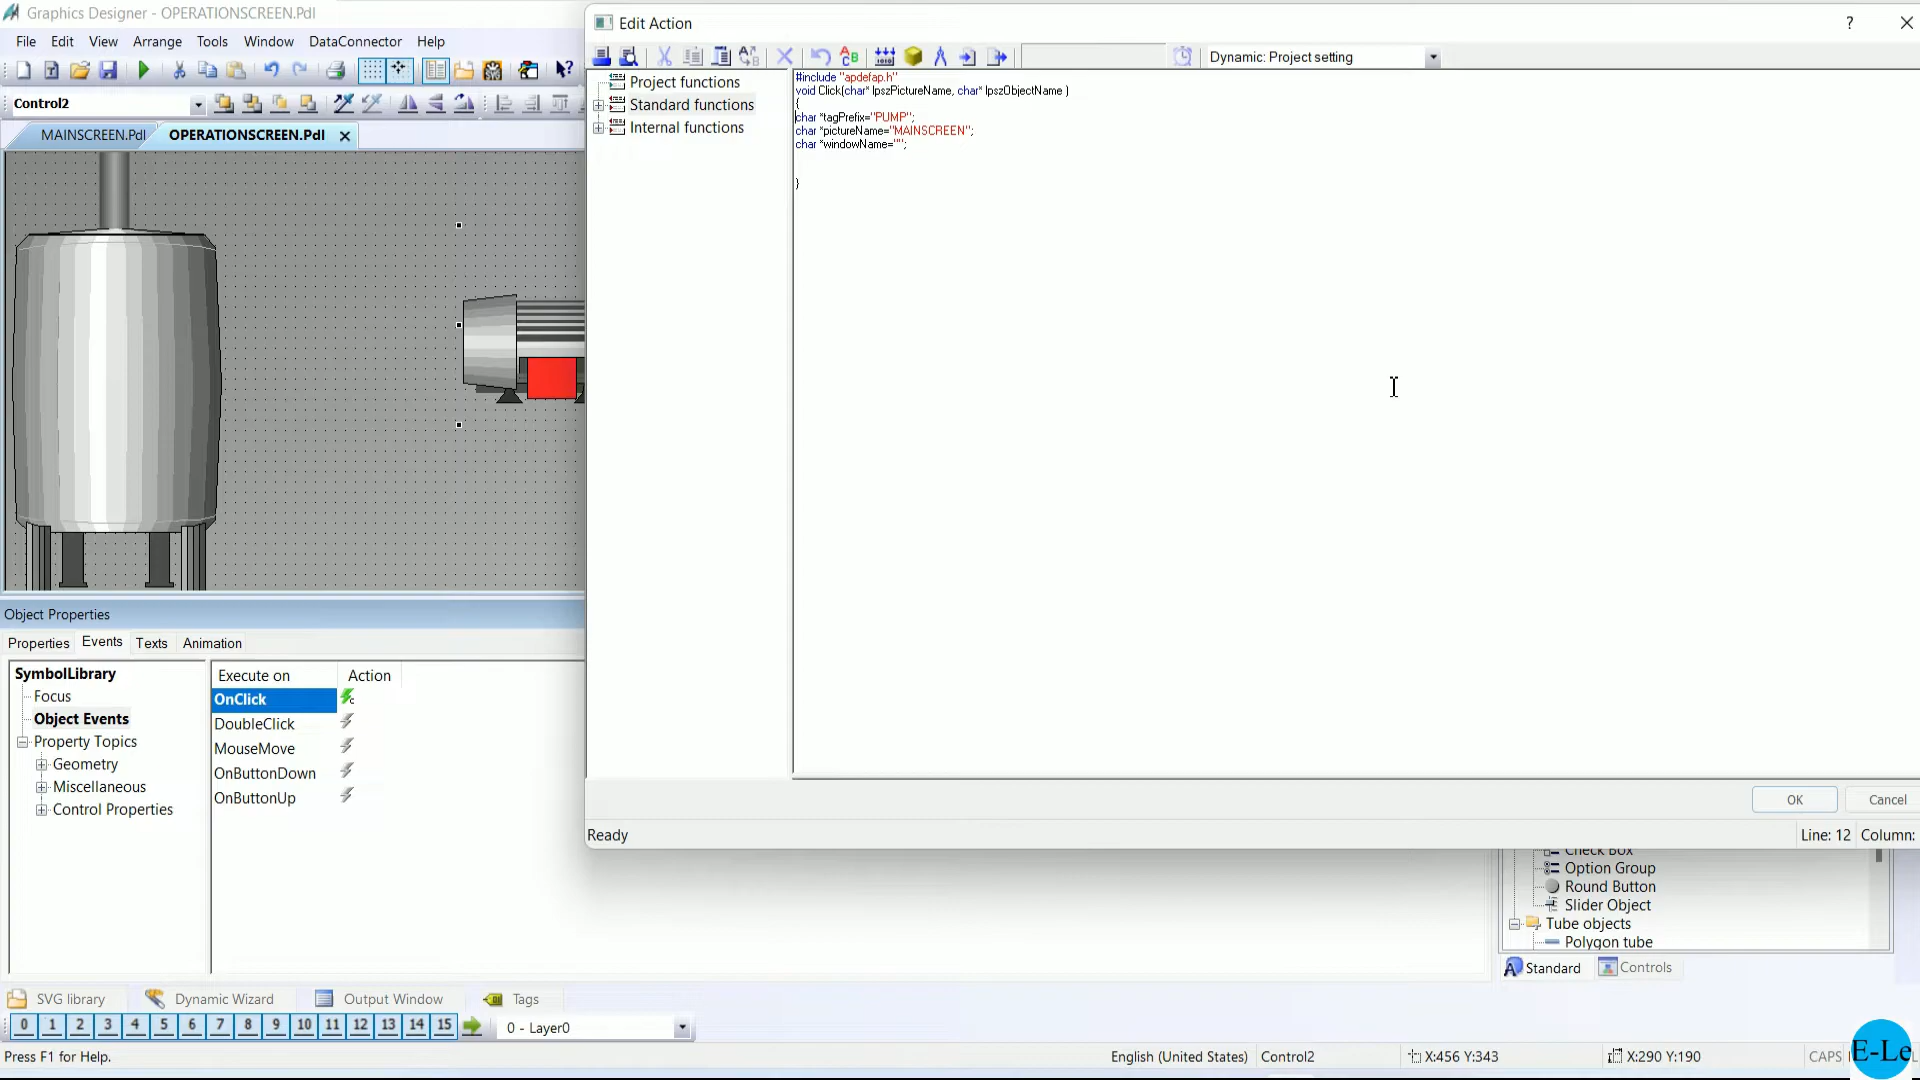 Graphics Designer - OPERATIONSCREEN.Pdl
File Edit View Arrange Tools Window DataConnector Help
Control2
MAINSCREEN.Pdl OPERATIONSCREEN.Pdl
Edit Action
?
Dynamic: Project setting
Project functions
Standard functions
Internal functions
#include "apdefap.h"
void Click(char* lpszPictureName, char* lpszObjectName )
{
char *tagPrefix="PUMP";
char *pictureName="MAINSCREEN";
char *windowName="";
}
OK Cancel
Ready Line: 12 Column:
Object Properties
Properties Events Texts Animation
SymbolLibrary
Focus
Object Events
Property Topics
Geometry
Miscellaneous
Control Properties
Execute on Action
OnClick
DoubleClick
MouseMove
OnButtonDown
OnButtonUp
Check Box
Option Group
Round Button
Slider Object
Tube objects
Polygon tube
Standard Controls
SVG library Dynamic Wizard Output Window Tags
0 1 2 3 4 5 6 7 8 9 10 11 12 13 14 15 0 - Layer0
Press F1 for Help. English (United States) Control2 X:456 Y:343 X:290 Y:190 CAPS
E-Le